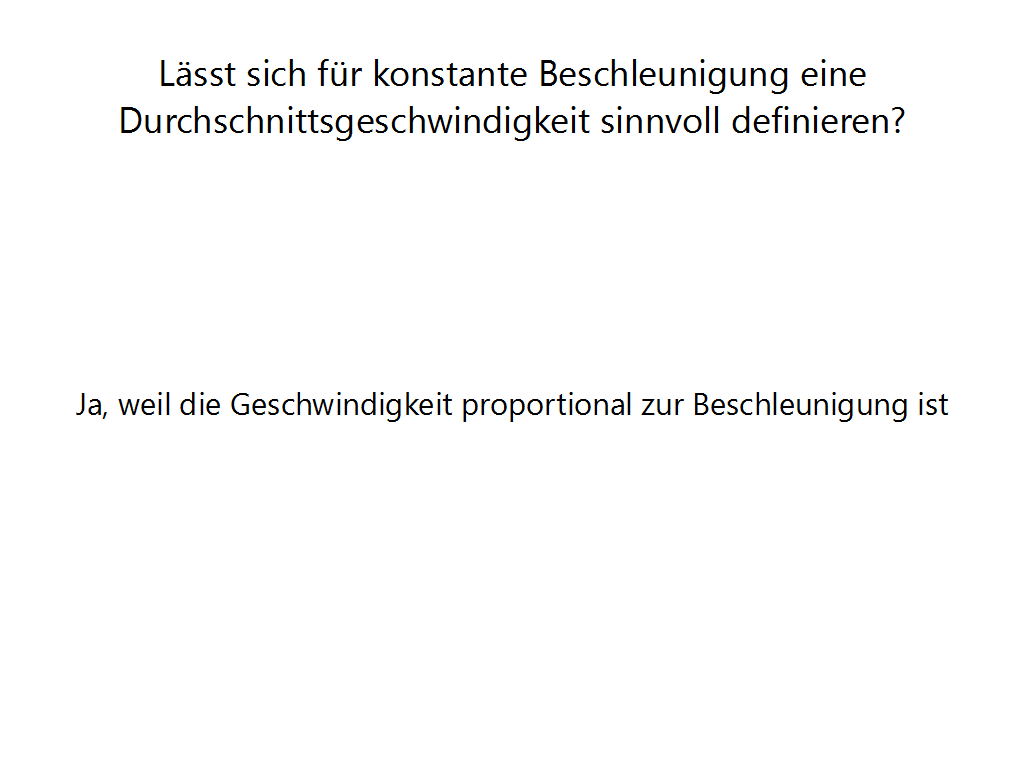 Lässt sich für konstante Beschleunigung eine
Durchschnittsgeschwindigkeit sinnvoll definieren?
Ja, weil die Geschwindigkeit proportional zur Beschleunigung ist